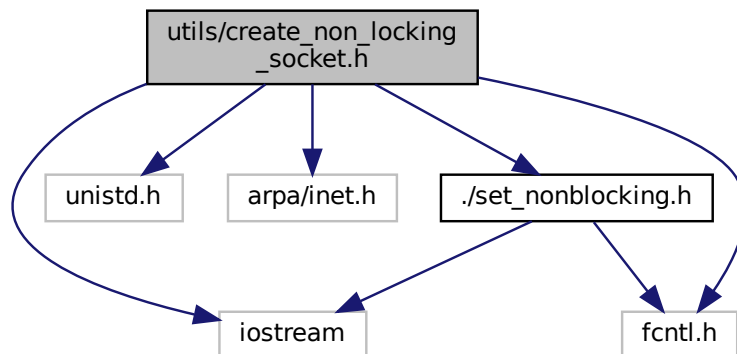 utils/create_non_locking
_socket.h
unistd.h
arpa/inet.h
./set_nonblocking.h
iostream
fcntl.h